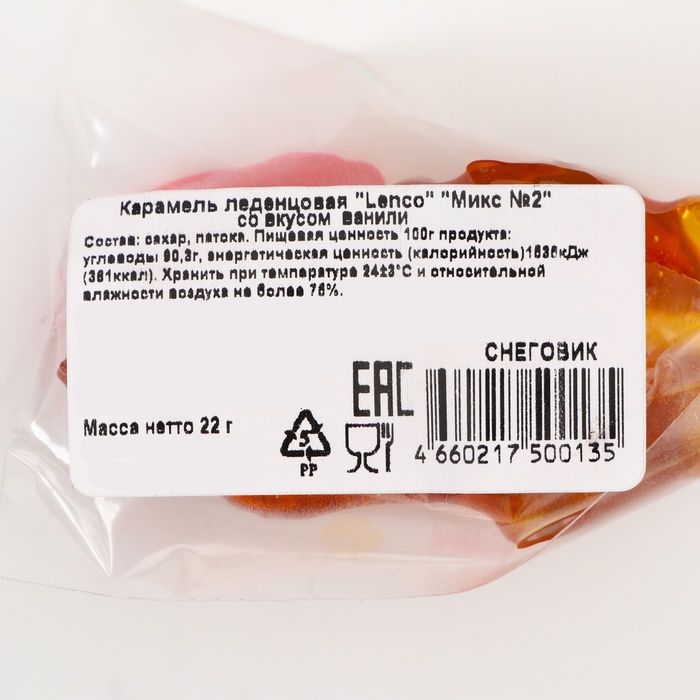 Карамель леденцовая "Lenco" "Микс №2"
со вкусом ванили
Состав: сахар, патока. Пищевая ценность 100г продукта:
углеводы 90,3г, энергетическая ценность (калорийность)1636кДж
(361ккал). Хранить при температуре 24±3°С и относительной
влажности воздуха не более 76%.
СНЕГОВИК
EAC
Масса нетто 22 г
5
PP
4 660217 500135